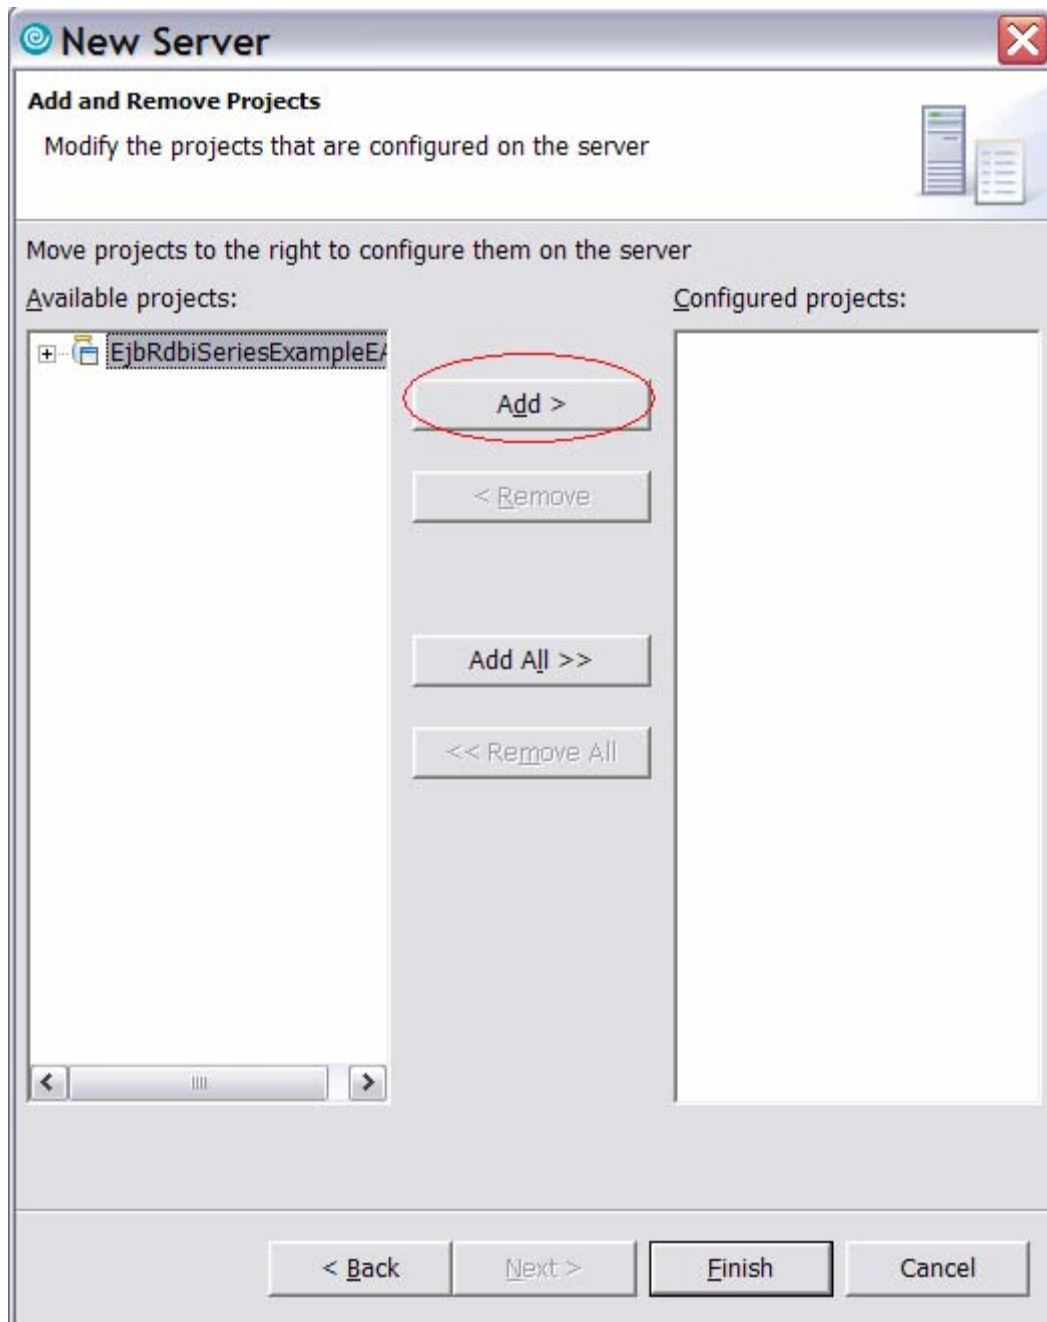 New Server
Add and Remove Projects
Modify the projects that are configured on the server
Move projects to the right to configure them on the server
Available projects:
Configured projects:
EjbRdbiSeriesExampleEA
Add >
< Remove
Add All >>
<< Remove All
< Back
Next >
Finish
Cancel